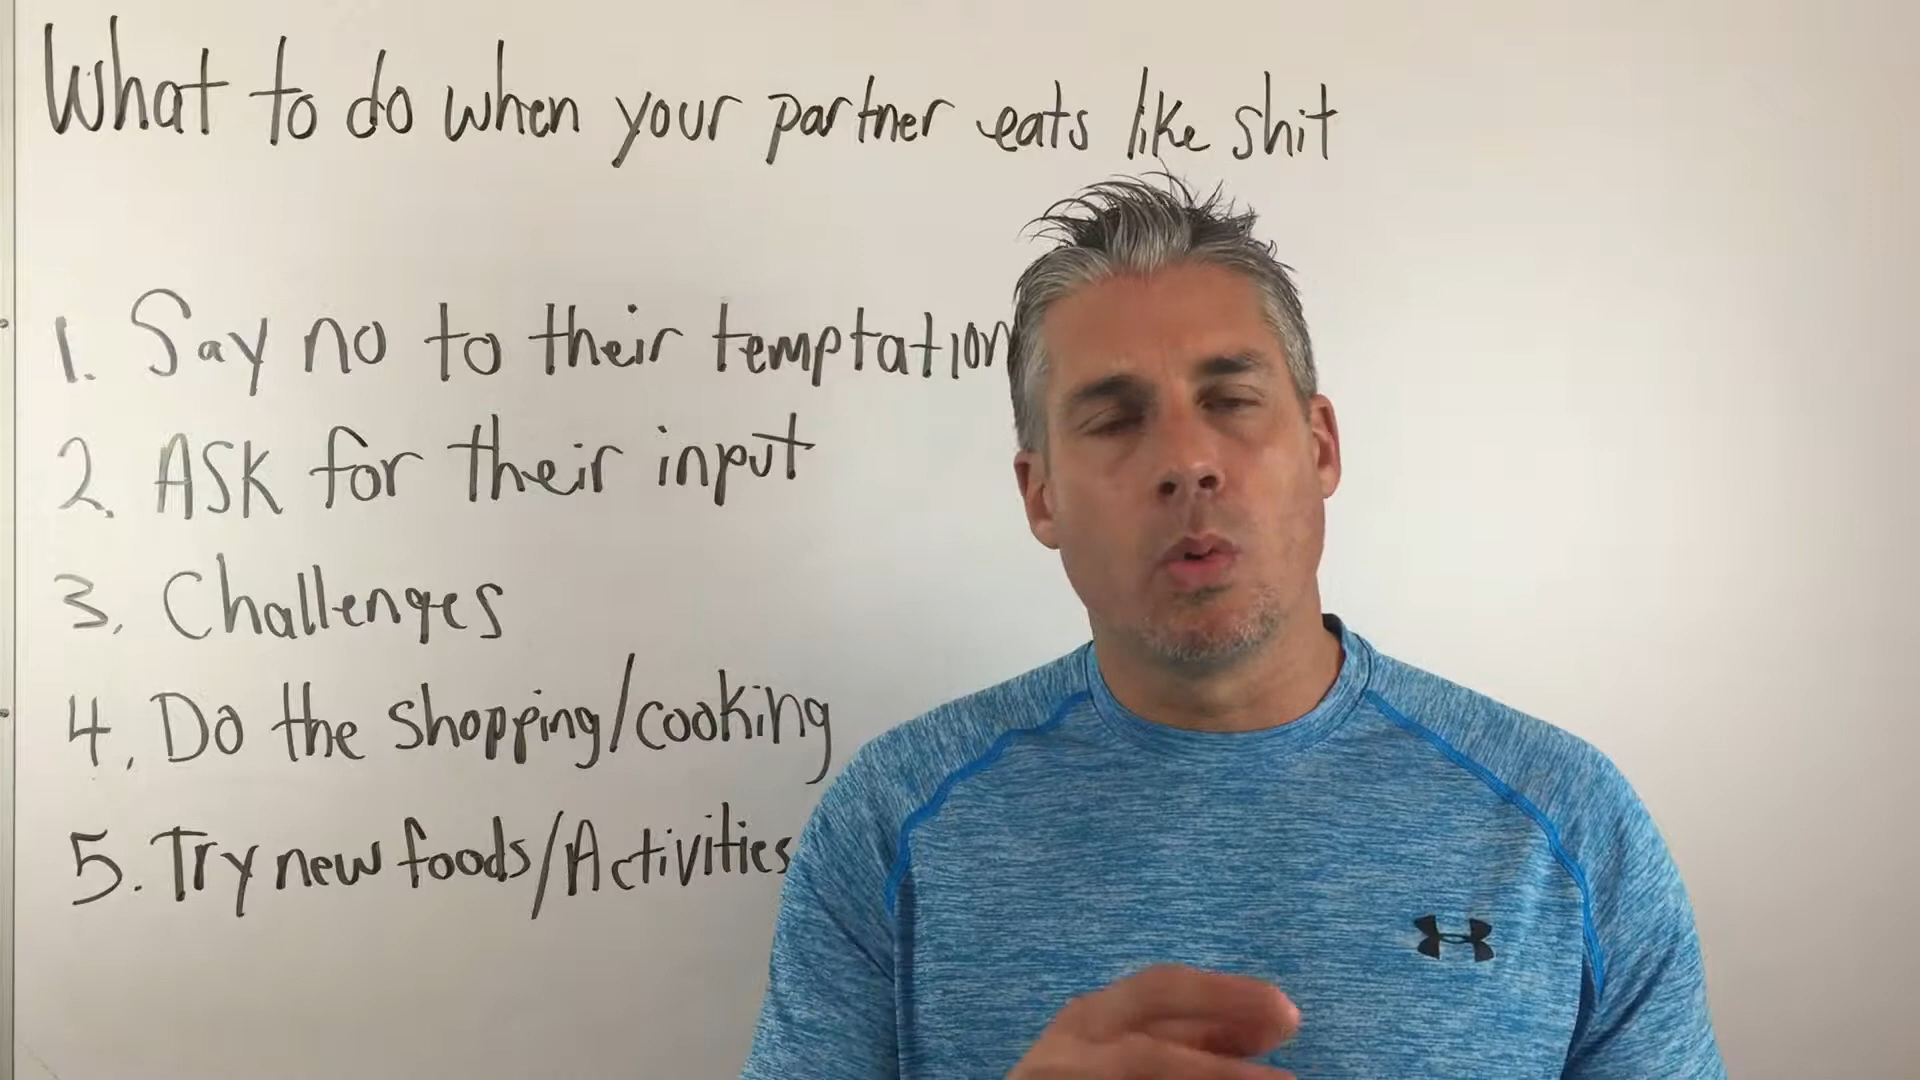 What to do when your partner eats like shit
1. Say no to their temptation
2. ASK for their input
3. Challenges
4. Do the shopping/cooking
5. Try new foods/Activities